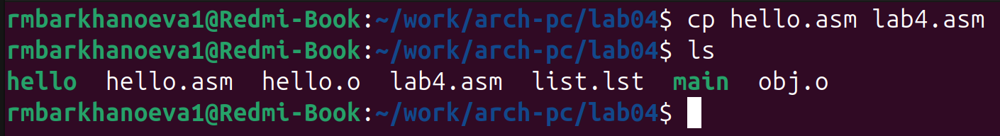 rmbarkhanoeva1@Redmi-Book:~/work/arch-pc/lab04$ cp hello.asm lab4.asm
rmbarkhanoeva1@Redmi-Book:~/work/arch-pc/lab04$ ls
hello  hello.asm  hello.o  lab4.asm  list.lst  main  obj.o
rmbarkhanoeva1@Redmi-Book:~/work/arch-pc/lab04$